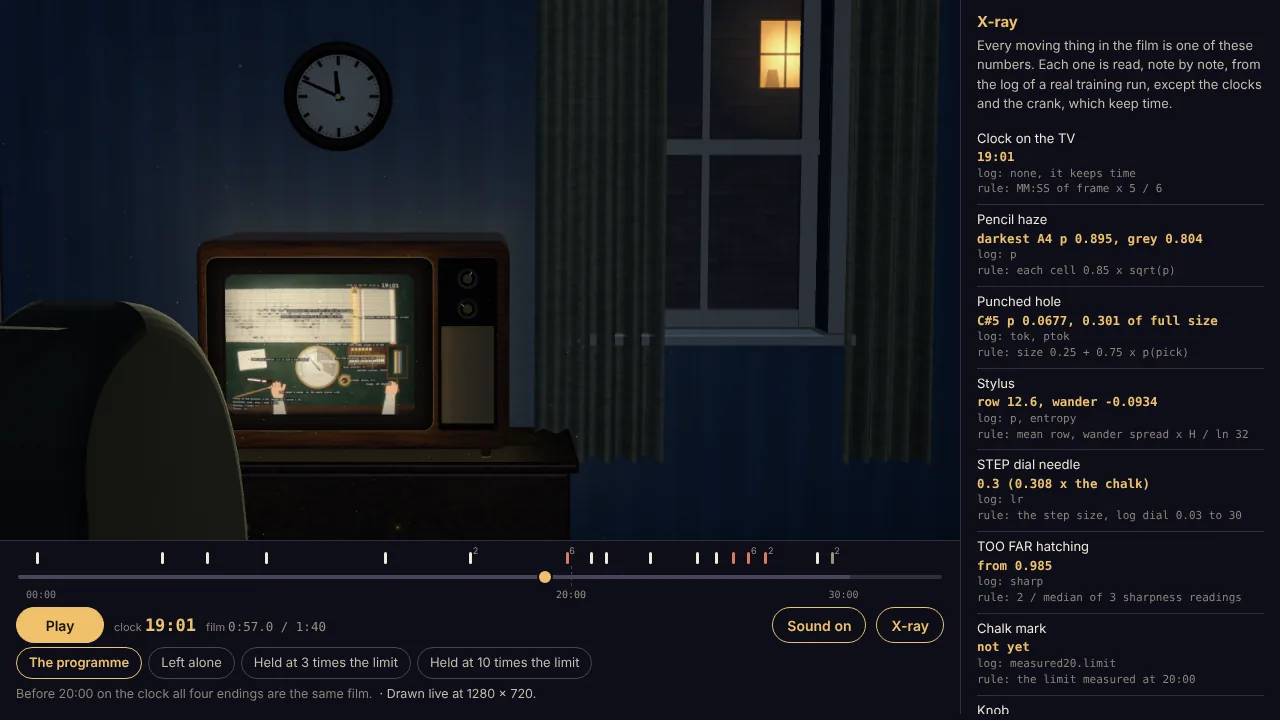 X-ray
Every moving thing in the film is one of these
numbers. Each one is read, note by note, from
the log of a real training run, except the clocks
and the crank, which keep time.
Clock on the TV
19:01
log: none, it keeps time
rule: MM:SS of frame x 5 / 6
Pencil haze
darkest A4 p 0.895, grey 0.804
log: p
rule: each cell 0.85 x sqrt(p)
Punched hole
C#5 p 0.0677, 0.301 of full size
log: tok, ptok
rule: size 0.25 + 0.75 x p(pick)
Stylus
row 12.6, wander -0.0934
log: p, entropy
rule: mean row, wander spread x H / ln 32
STEP dial needle
0.3 (0.308 x the chalk)
log: lr
rule: the step size, log dial 0.03 to 30
TOO FAR hatching
from 0.985
log: sharp
rule: 2 / median of 3 sharpness readings
Chalk mark
not yet
log: measured20.limit
rule: the limit measured at 20:00
Knob
19:01
2 6 6 2 2
00:00 20:00 30:00
Play clock 19:01 film 0:57.0 / 1:40 Sound on X-ray
The programme Left alone Held at 3 times the limit Held at 10 times the limit
Before 20:00 on the clock all four endings are the same film. · Drawn live at 1280 × 720.